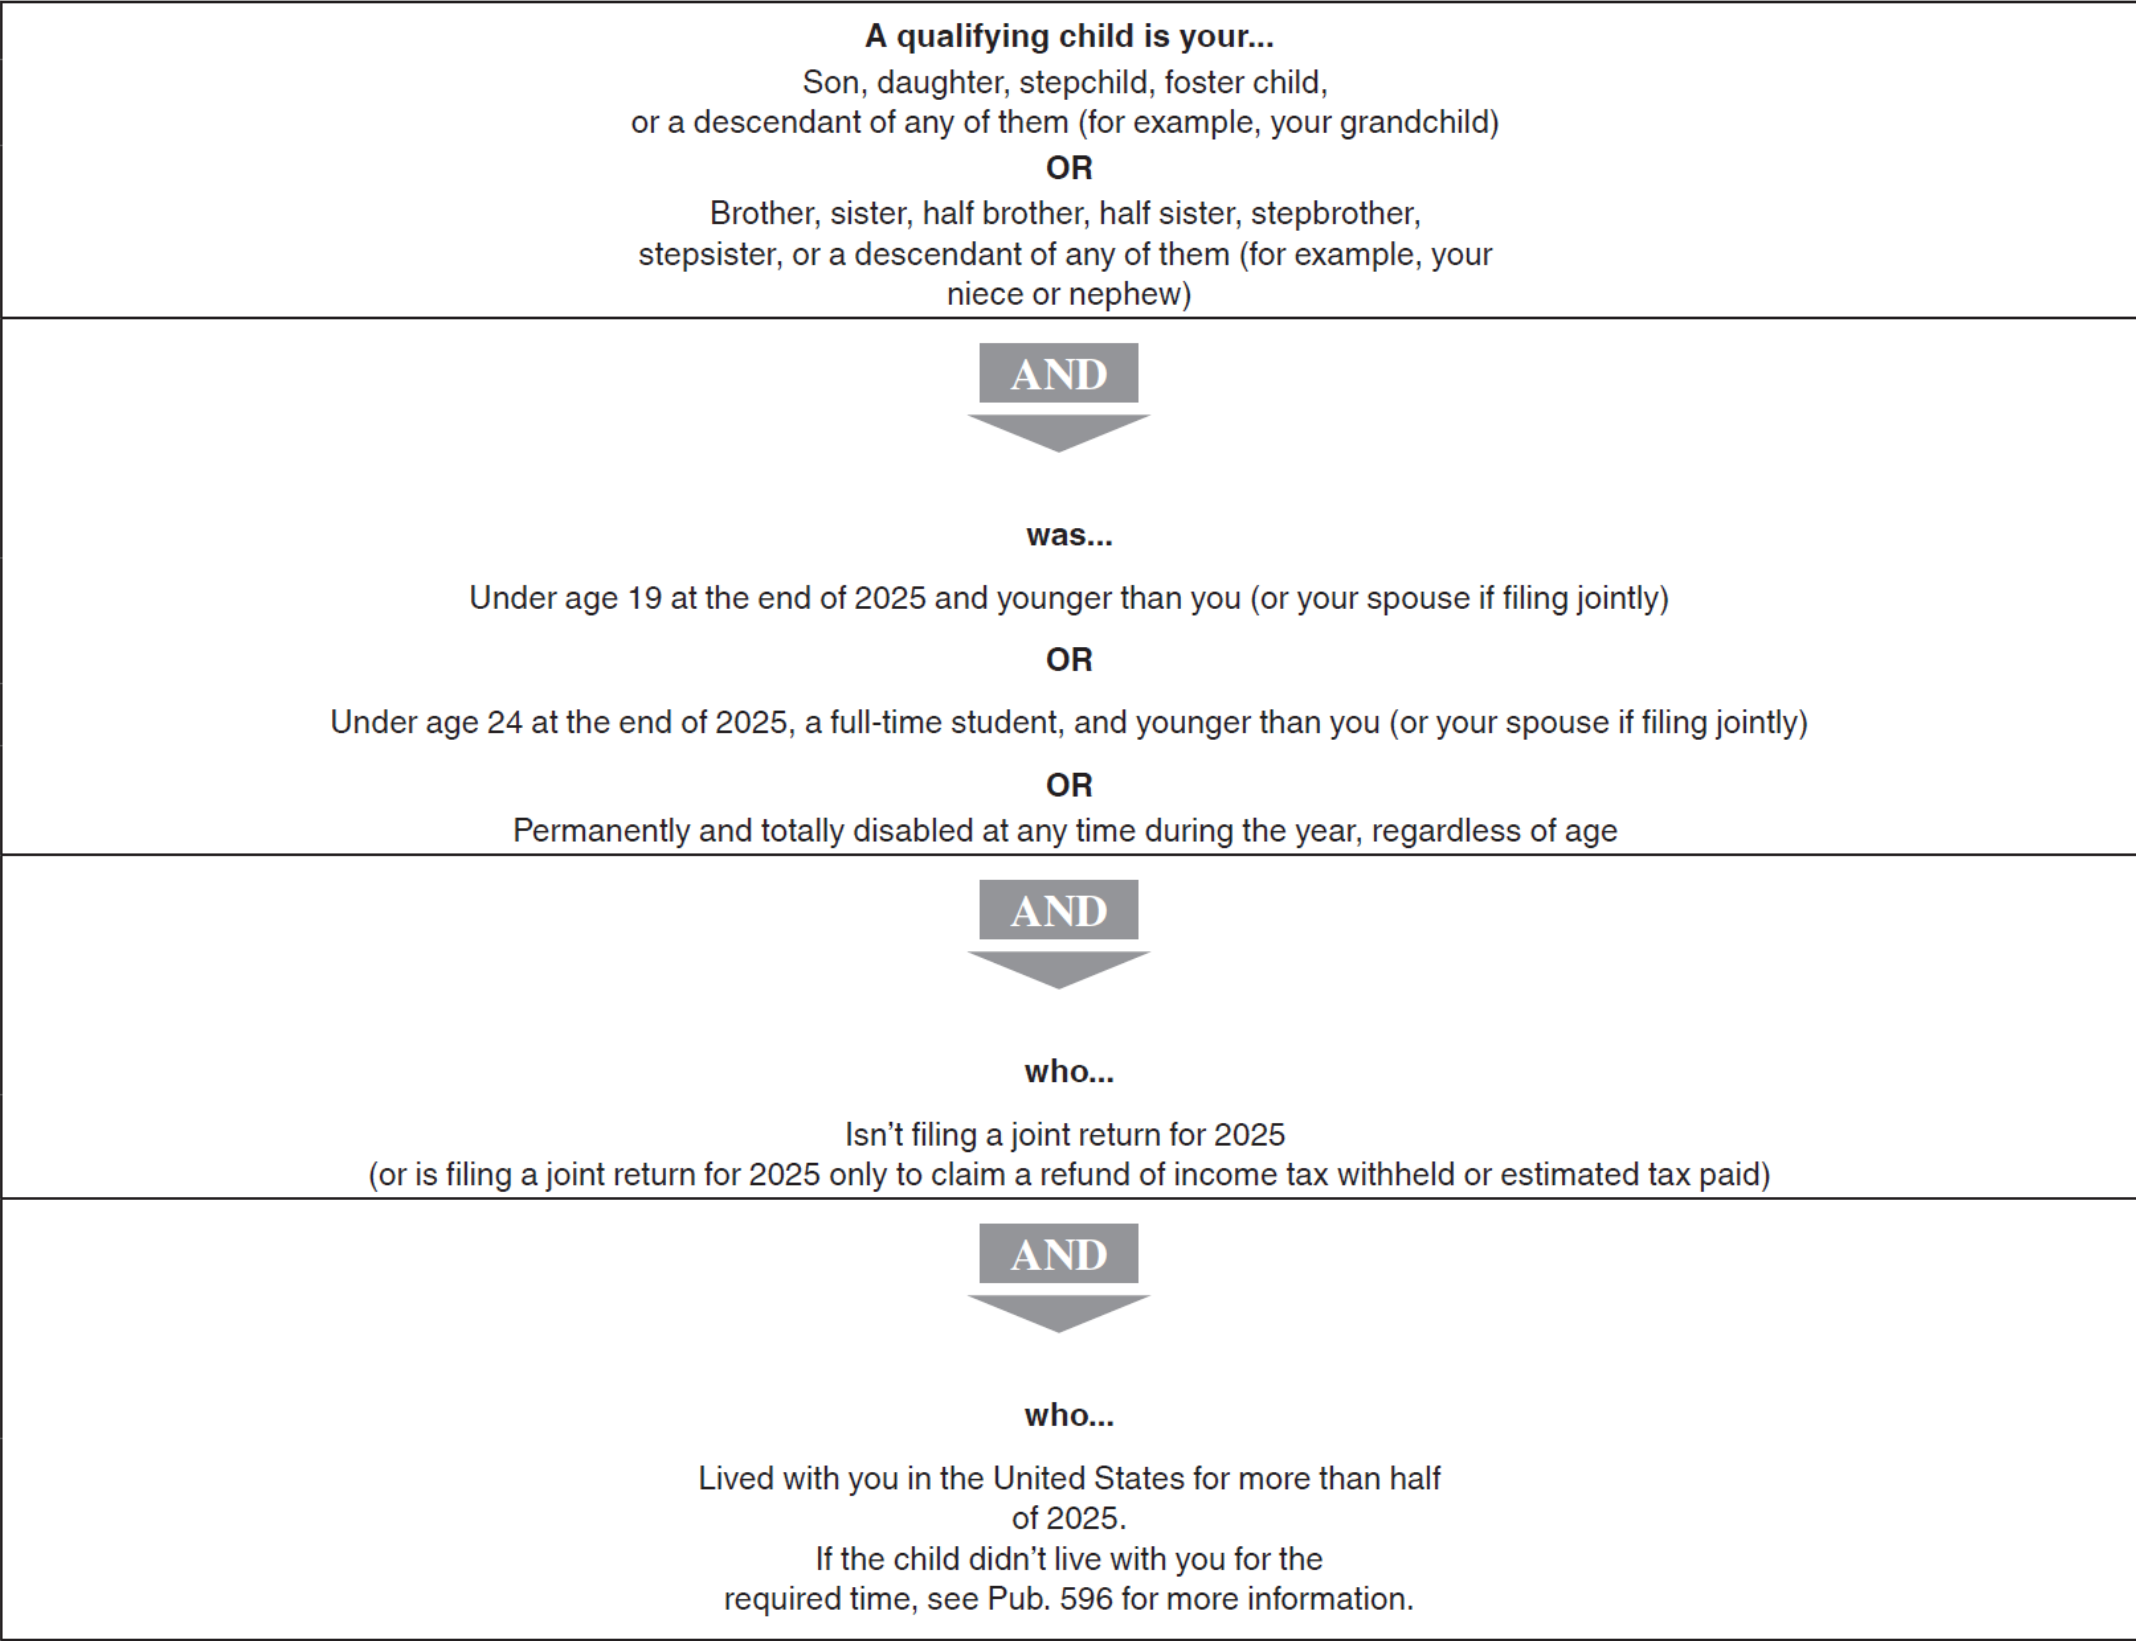 A qualifying child is your...
Son, daughter, stepchild, foster child,
or a descendant of any of them (for example, your grandchild)
OR
Brother, sister, half brother, half sister, stepbrother,
stepsister, or a descendant of any of them (for example, your
niece or nephew)
AND
was...
Under age 19 at the end of 2025 and younger than you (or your spouse if filing jointly)
OR
Under age 24 at the end of 2025, a full-time student, and younger than you (or your spouse if filing jointly)
OR
Permanently and totally disabled at any time during the year, regardless of age
AND
who...
Isn’t filing a joint return for 2025
(or is filing a joint return for 2025 only to claim a refund of income tax withheld or estimated tax paid)
AND
who...
Lived with you in the United States for more than half
of 2025.
If the child didn’t live with you for the
required time, see Pub. 596 for more information.